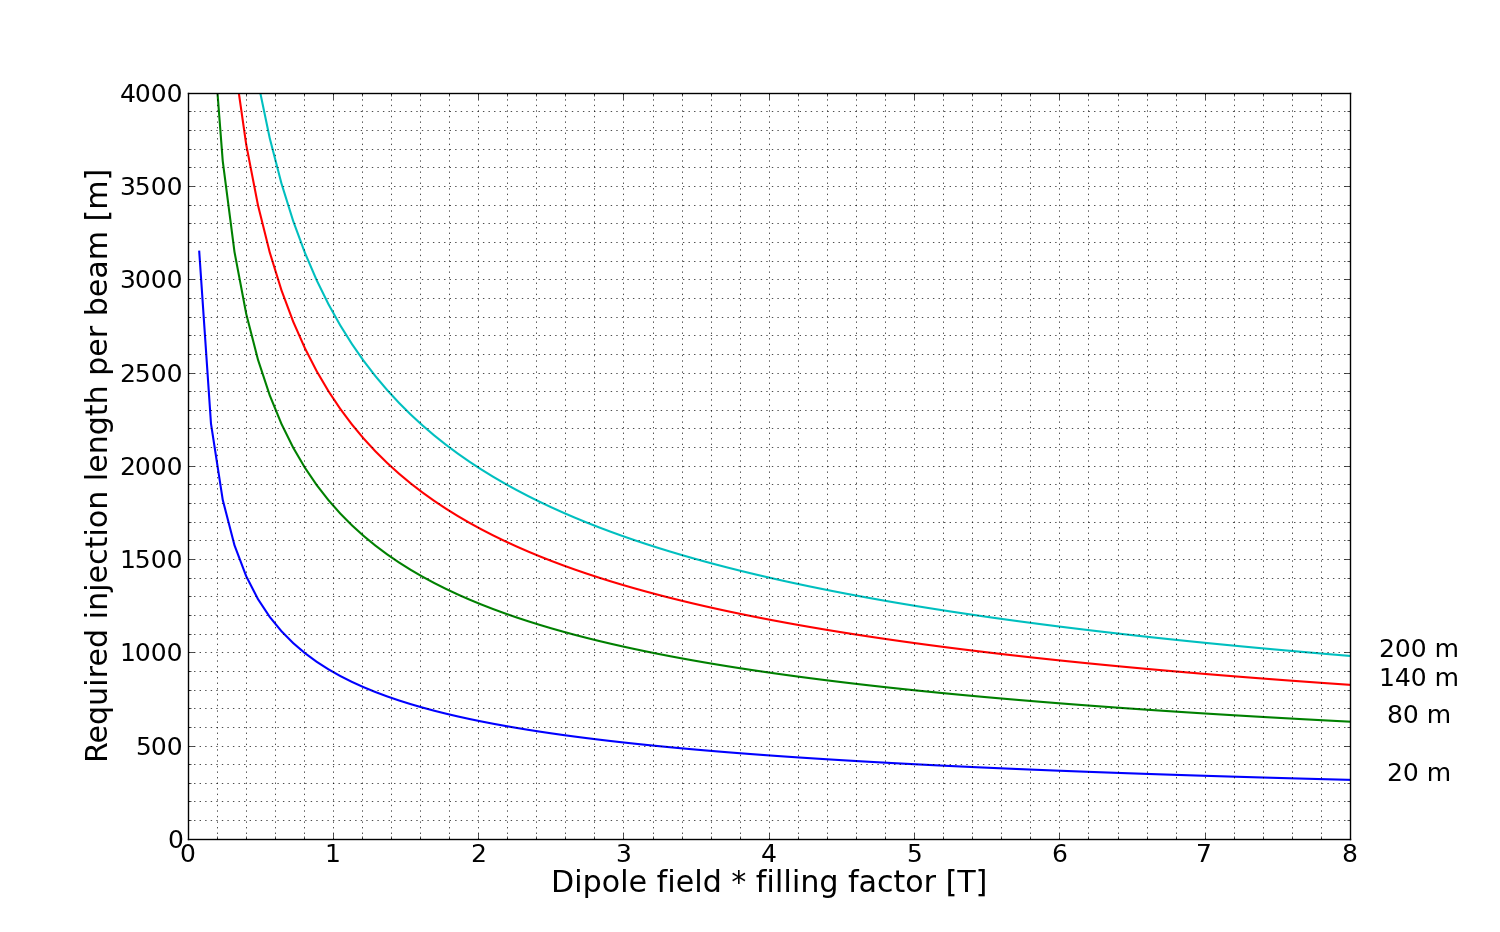 Required injection length per beam [m]
4000
3500
3000
2500
2000
1500
1000
500
0
0 1 2 3 4 5 6 7 8
Dipole field * filling factor [T]
200 m
140 m
80 m
20 m